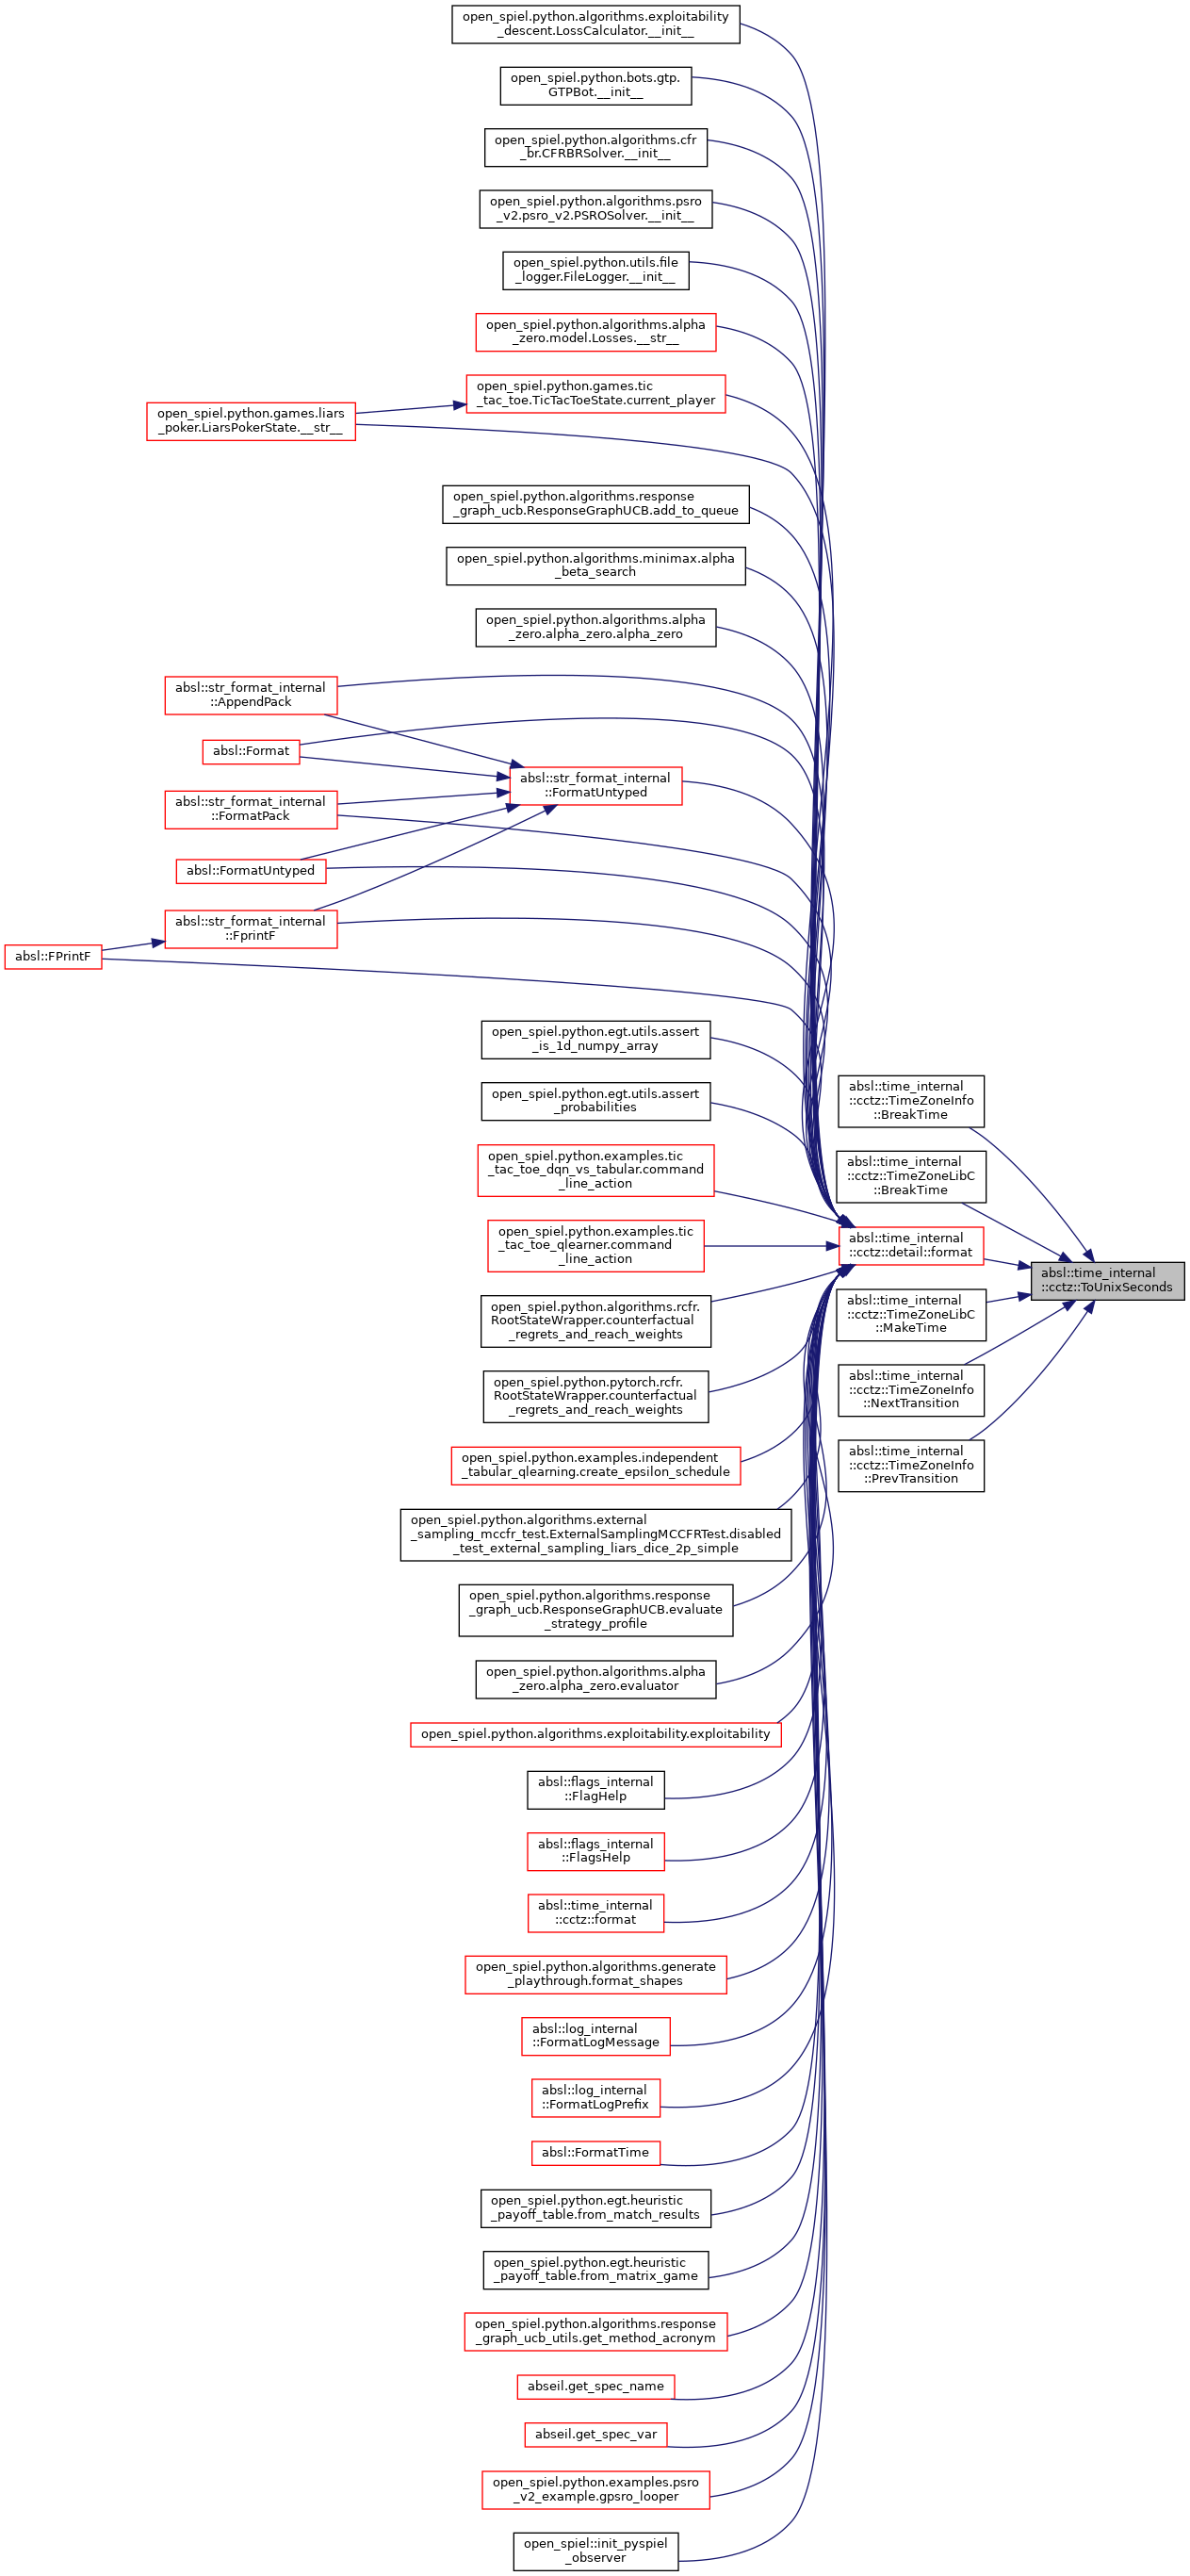 open_spiel.python.algorithms.exploitability
_descent.LossCalculator.__init__
open_spiel.python.bots.gtp.
GTPBot.__init__
open_spiel.python.algorithms.cfr
_br.CFRBRSolver.__init__
open_spiel.python.algorithms.psro
_v2.psro_v2.PSROSolver.__init__
open_spiel.python.utils.file
_logger.FileLogger.__init__
open_spiel.python.algorithms.alpha
_zero.model.Losses.__str__
open_spiel.python.games.tic
_tac_toe.TicTacToeState.current_player
open_spiel.python.games.liars
_poker.LiarsPokerState.__str__
open_spiel.python.algorithms.response
_graph_ucb.ResponseGraphUCB.add_to_queue
open_spiel.python.algorithms.minimax.alpha
_beta_search
open_spiel.python.algorithms.alpha
_zero.alpha_zero.alpha_zero
absl::str_format_internal
::AppendPack
absl::Format
absl::str_format_internal
::FormatUntyped
absl::str_format_internal
::FormatPack
absl::FormatUntyped
absl::str_format_internal
::FprintF
absl::FPrintF
open_spiel.python.egt.utils.assert
_is_1d_numpy_array
open_spiel.python.egt.utils.assert
_probabilities
absl::time_internal
::cctz::TimeZoneInfo
::BreakTime
open_spiel.python.examples.tic
_tac_toe_dqn_vs_tabular.command
_line_action
absl::time_internal
::cctz::TimeZoneLibC
::BreakTime
open_spiel.python.examples.tic
_tac_toe_qlearner.command
_line_action
absl::time_internal
::cctz::detail::format
absl::time_internal
::cctz::ToUnixSeconds
open_spiel.python.algorithms.rcfr.
RootStateWrapper.counterfactual
_regrets_and_reach_weights
absl::time_internal
::cctz::TimeZoneLibC
::MakeTime
open_spiel.python.pytorch.rcfr.
RootStateWrapper.counterfactual
_regrets_and_reach_weights
absl::time_internal
::cctz::TimeZoneInfo
::NextTransition
open_spiel.python.examples.independent
_tabular_qlearning.create_epsilon_schedule
absl::time_internal
::cctz::TimeZoneInfo
::PrevTransition
open_spiel.python.algorithms.external
_sampling_mccfr_test.ExternalSamplingMCCFRTest.disabled
_test_external_sampling_liars_dice_2p_simple
open_spiel.python.algorithms.response
_graph_ucb.ResponseGraphUCB.evaluate
_strategy_profile
open_spiel.python.algorithms.alpha
_zero.alpha_zero.evaluator
open_spiel.python.algorithms.exploitability.exploitability
absl::flags_internal
::FlagHelp
absl::flags_internal
::FlagsHelp
absl::time_internal
::cctz::format
open_spiel.python.algorithms.generate
_playthrough.format_shapes
absl::log_internal
::FormatLogMessage
absl::log_internal
::FormatLogPrefix
absl::FormatTime
open_spiel.python.egt.heuristic
_payoff_table.from_match_results
open_spiel.python.egt.heuristic
_payoff_table.from_matrix_game
open_spiel.python.algorithms.response
_graph_ucb_utils.get_method_acronym
abseil.get_spec_name
abseil.get_spec_var
open_spiel.python.examples.psro
_v2_example.gpsro_looper
open_spiel::init_pyspiel
_observer